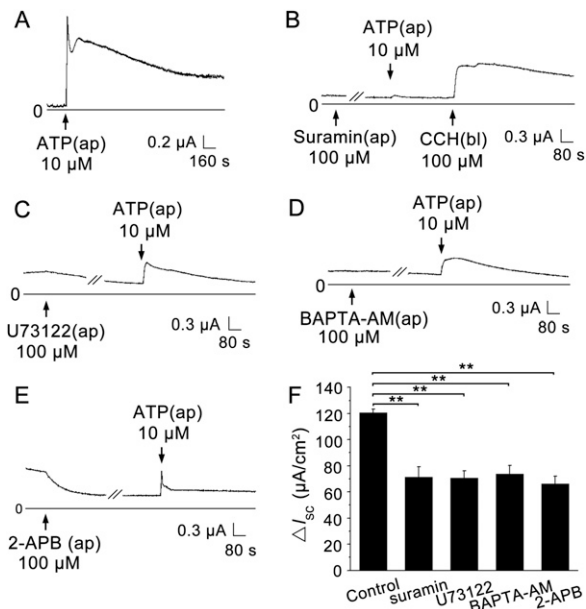 A
0
ATP(ap)
10 µM
0.2 µA
160 s
B
ATP(ap)
10 µM
0
Suramin(ap)
100 µM
CCH(bl)
100 µM
0.3 µA
80 s
C
ATP(ap)
10 µM
0
U73122(ap)
100 µM
0.3 µA
80 s
D
ATP(ap)
10 µM
0
BAPTA-AM(ap)
100 µM
0.3 µA
80 s
E
ATP(ap)
10 µM
0
2-APB (ap)
100 µM
0.3 µA
80 s
F
**
**
**
**
140
120
100
80
60
40
20
0
△Isc (µA/cm²)
Control
suramin
U73122
BAPTA-AM
2-APB